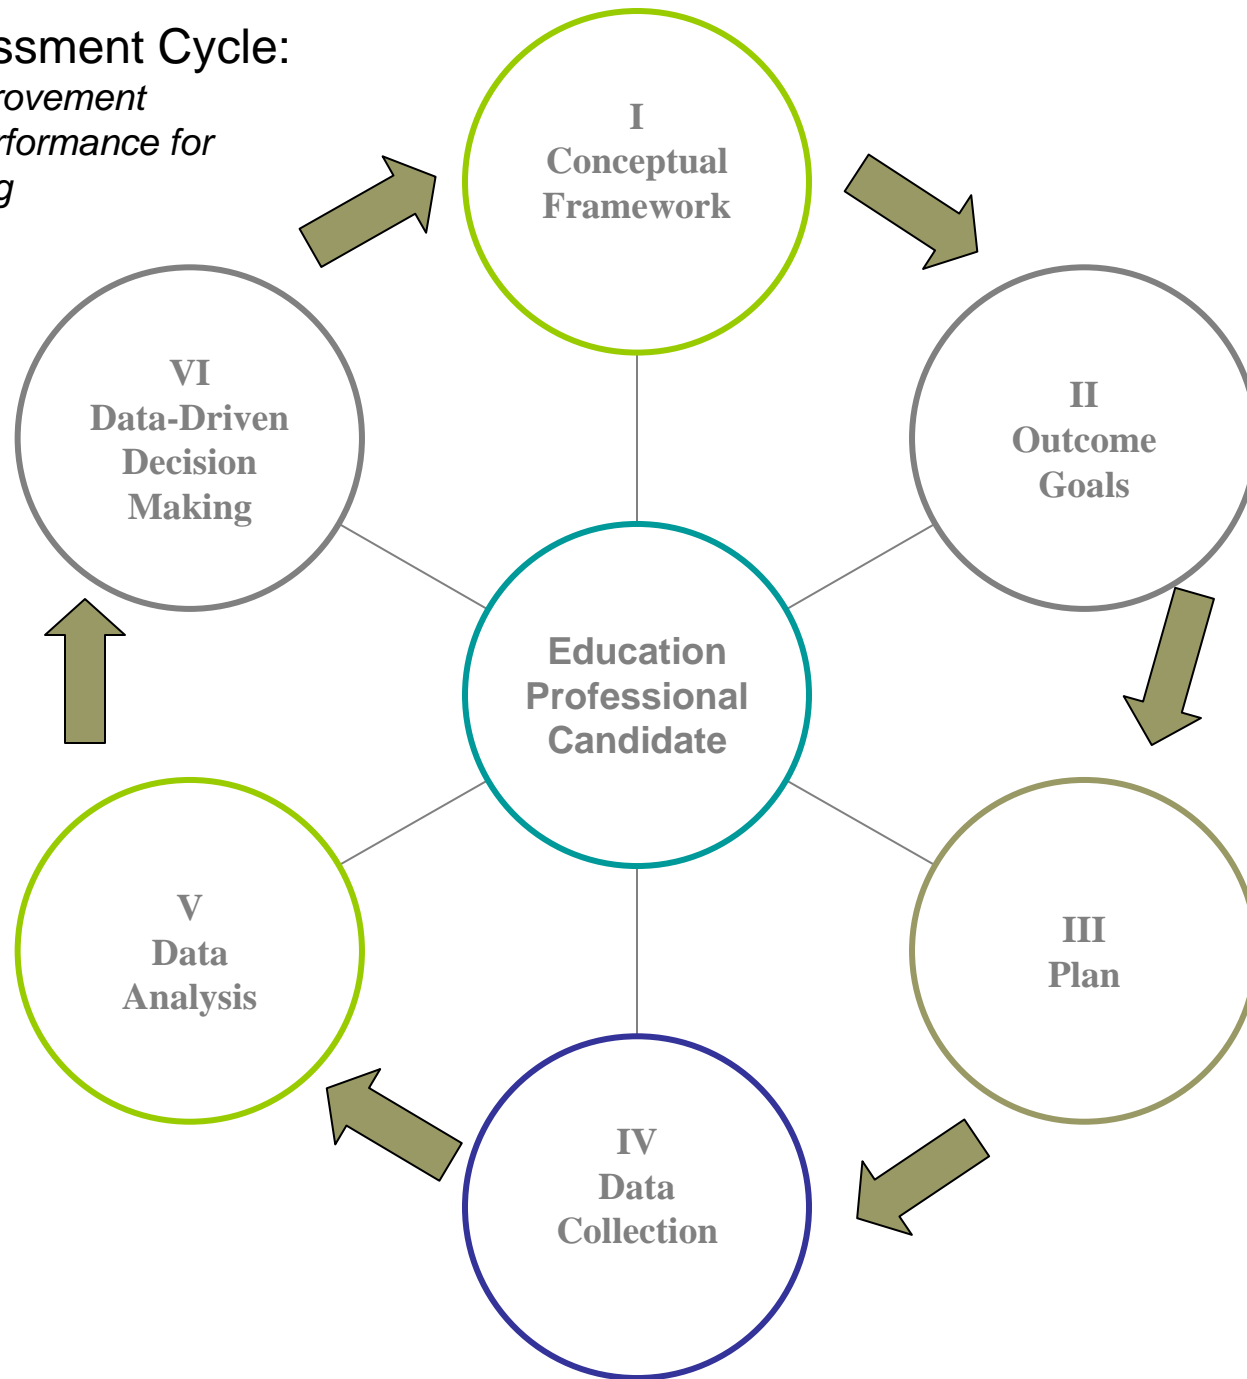 ssment Cycle:
rovement
rformance for
g
I
Conceptual
Framework
II
Outcome
Goals
III
Plan
IV
Data
Collection
V
Data
Analysis
VI
Data-Driven
Decision
Making
Education
Professional
Candidate